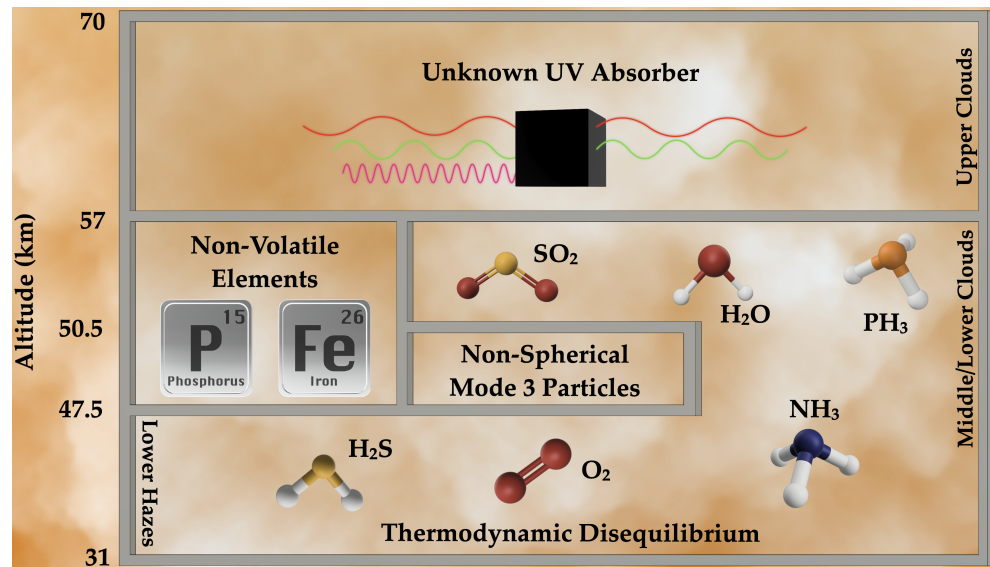 70
Unknown UV Absorber
Upper Clouds
57
Altitude (km)
Non-Volatile
Elements
15
P
Phosphorus
26
Fe
Iron
SO₂
H₂O
PH₃
Middle/Lower Clouds
50.5
Non-Spherical
Mode 3 Particles
47.5
Lower Hazes
H₂S
O₂
NH₃
Thermodynamic Disequilibrium
31